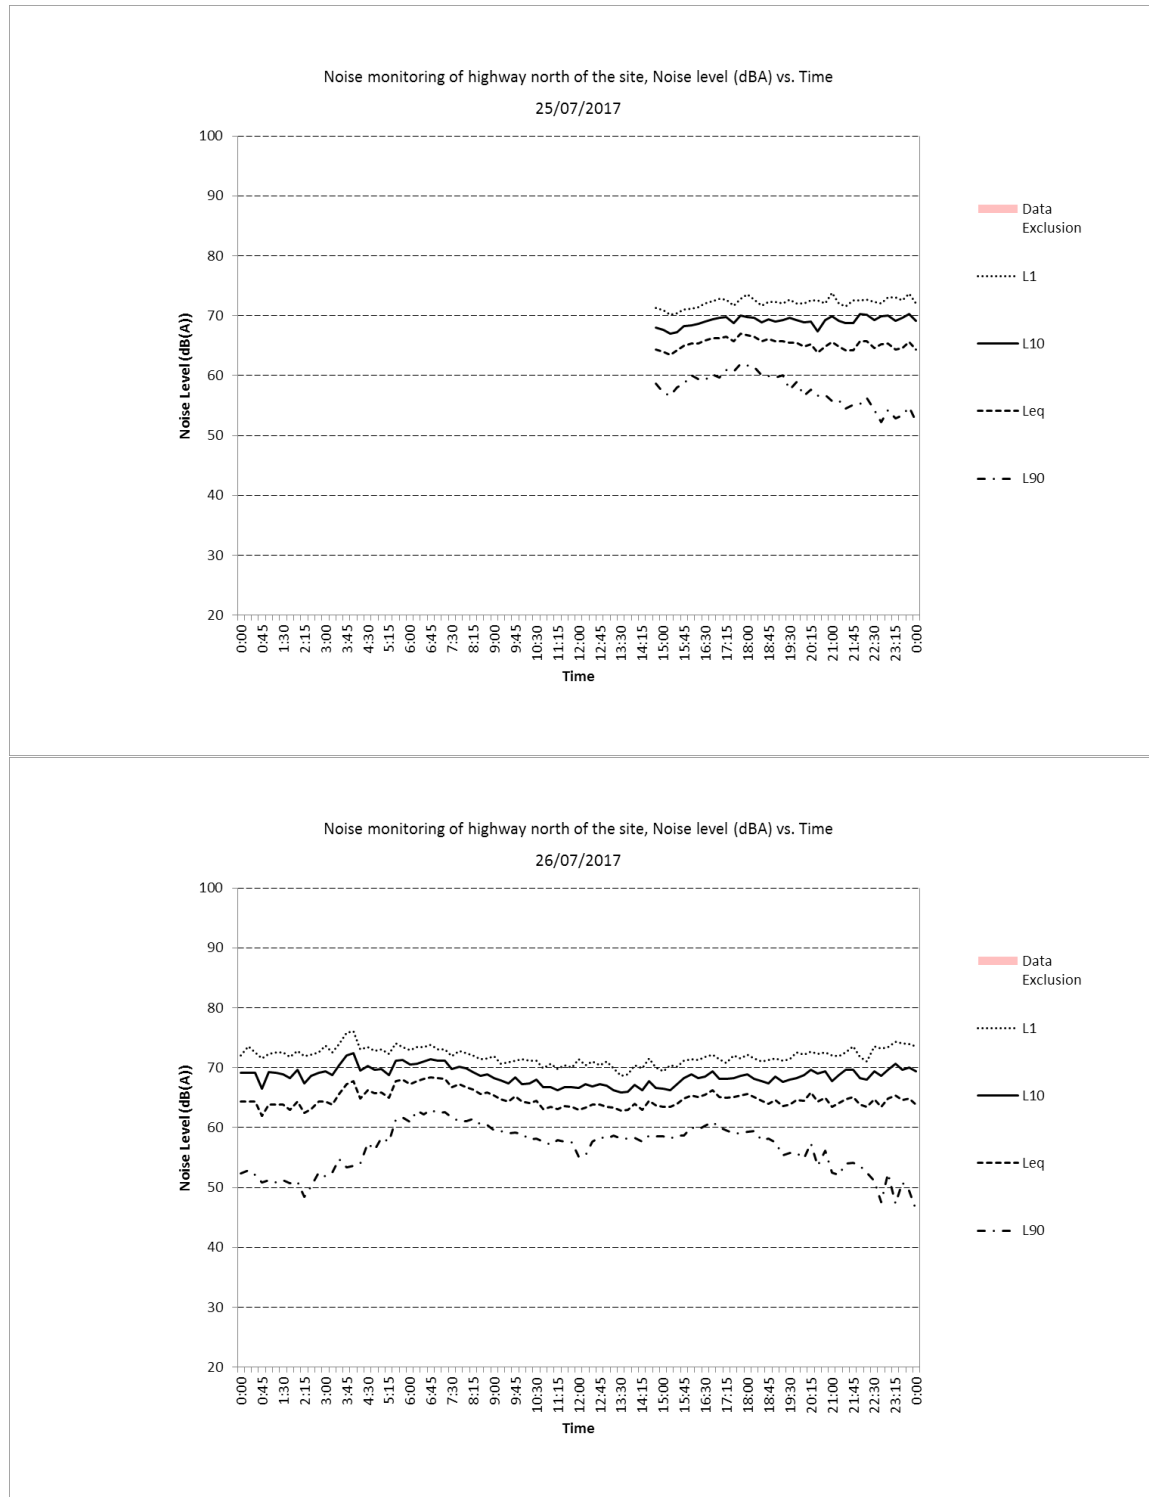 Noise monitoring of highway north of the site, Noise level (dBA) vs. Time
25/07/2017
100
90
80
70
60
50
40
30
20
Noise Level (dB(A))
0:00 0:45 1:30 2:15 3:00 3:45 4:30 5:15 6:00 6:45 7:30 8:15 9:00 9:45 10:30 11:15 12:00 12:45 13:30 14:15 15:00 15:45 16:30 17:15 18:00 18:45 19:30 20:15 21:00 21:45 22:30 23:15 0:00
Time
Data
Exclusion
L1
L10
Leq
L90
Noise monitoring of highway north of the site, Noise level (dBA) vs. Time
26/07/2017
100
90
80
70
60
50
40
30
20
Noise Level (dB(A))
0:00 0:45 1:30 2:15 3:00 3:45 4:30 5:15 6:00 6:45 7:30 8:15 9:00 9:45 10:30 11:15 12:00 12:45 13:30 14:15 15:00 15:45 16:30 17:15 18:00 18:45 19:30 20:15 21:00 21:45 22:30 23:15 0:00
Time
Data
Exclusion
L1
L10
Leq
L90